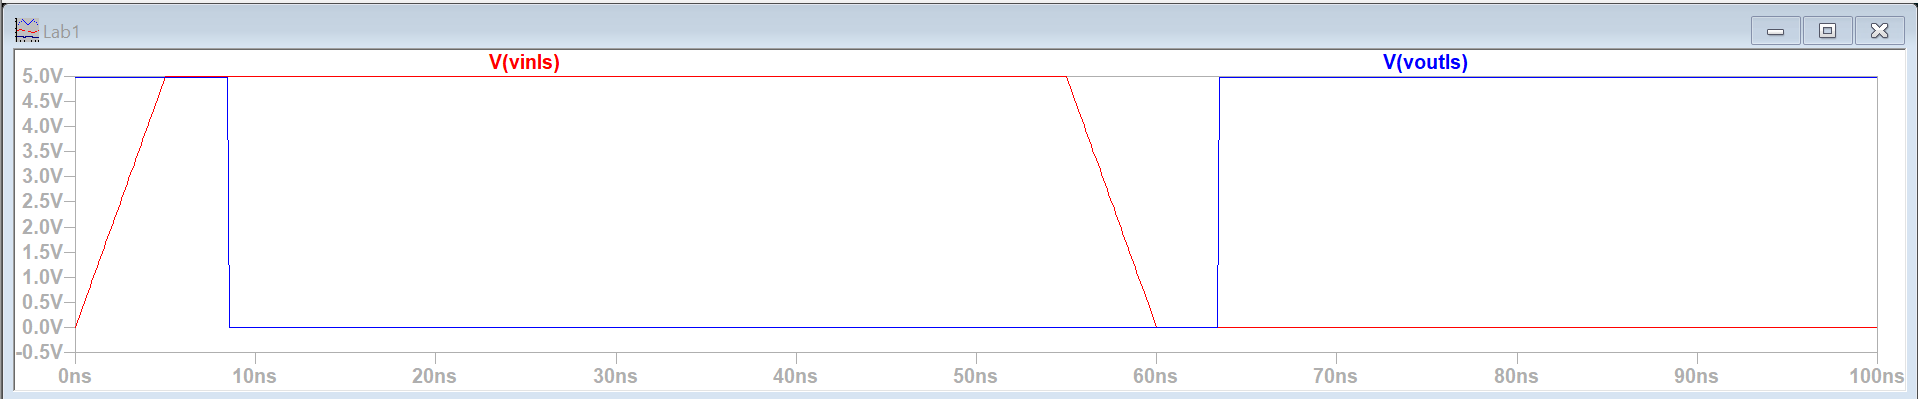 Lab1
V(vinls) V(voutls)
5.0V
4.5V
4.0V
3.5V
3.0V
2.5V
2.0V
1.5V
1.0V
0.5V
0.0V
-0.5V
0ns 10ns 20ns 30ns 40ns 50ns 60ns 70ns 80ns 90ns 100ns